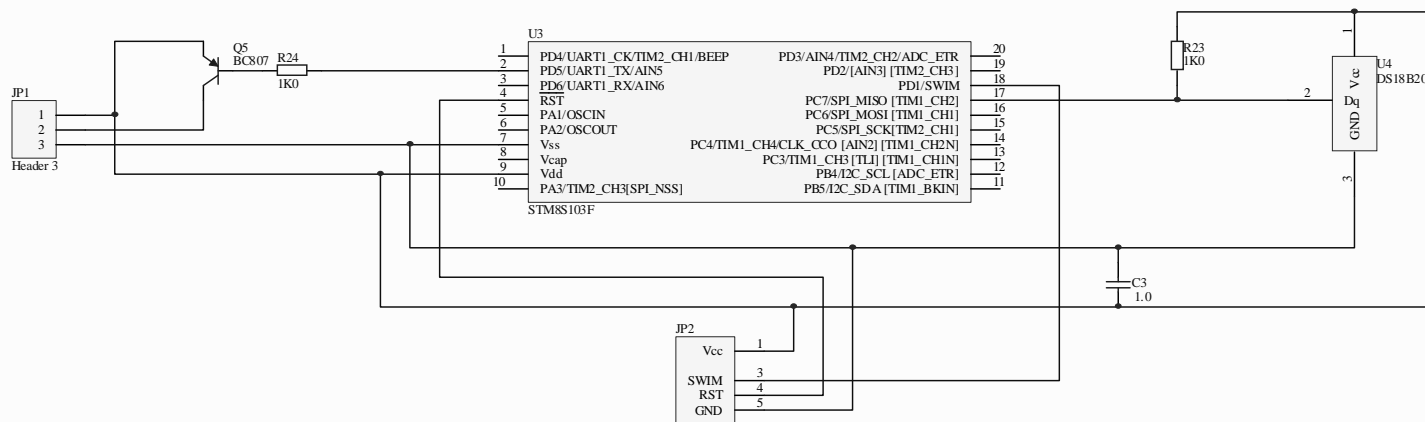 JP1
1
2
3
Header 3
Q5
BC807
R24
1K0
U3
1 PD4/UART1_CK/TIM2_CH1/BEEP
2 PD5/UART1_TX/AIN5
3 PD6/UART1_RX/AIN6
4 RST
5 PA1/OSCIN
6 PA2/OSCOUT
7 Vss
8 Vcap
9 Vdd
10 PA3/TIM2_CH3[SPI_NSS]
PD3/AIN4/TIM2_CH2/ADC_ETR 20
PD2/[AIN3] [TIM2_CH3] 19
PD1/SWIM 18
PC7/SPI_MISO [TIM1_CH2] 17
PC6/SPI_MOSI [TIM1_CH1] 16
PC5/SPI_SCK[TIM2_CH1] 15
PC4/TIM1_CH4/CLK_CCO [AIN2] [TIM1_CH2N] 14
PC3/TIM1_CH3 [TLI] [TIM1_CH1N] 13
PB4/I2C_SCL [ADC_ETR] 12
PB5/I2C_SDA [TIM1_BKIN] 11
STM8S103F
R23
1K0
U4
DS18B20
1
Vcc
2
Dq
GND
3
C3
1.0
JP2
Vcc 1
SWIM 3
RST 4
GND 5